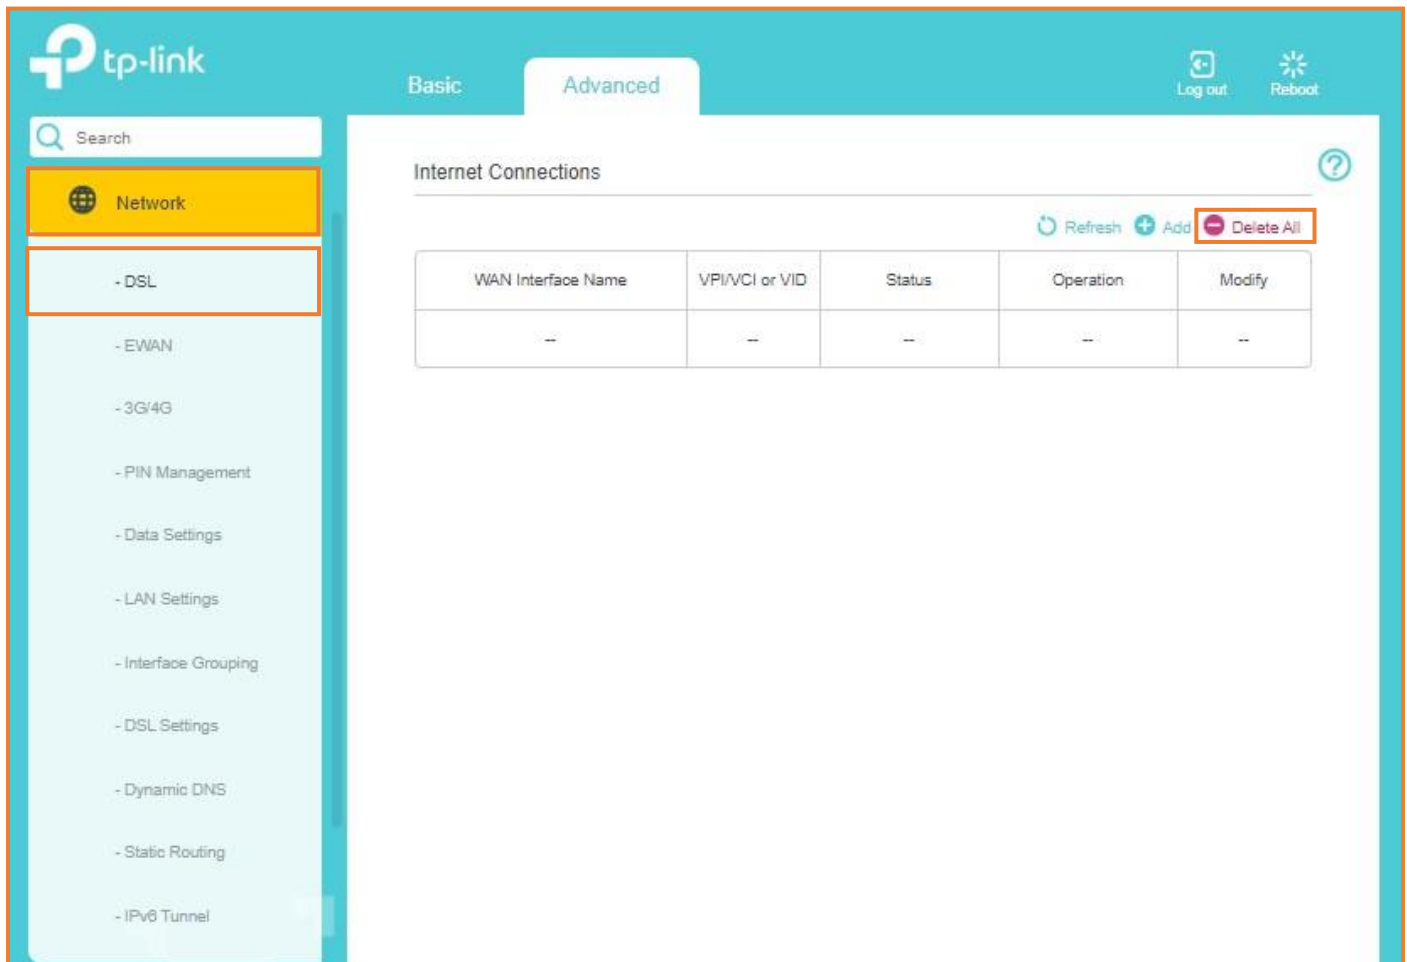 tp-link
Basic Advanced Log out Reboot
Search
Network
- DSL
- EWAN
- 3G/4G
- PIN Management
- Data Settings
- LAN Settings
- Interface Grouping
- DSL Settings
- Dynamic DNS
- Static Routing
- IPv6 Tunnel
Internet Connections ?
Refresh Add Delete All
WAN Interface Name VPI/VCI or VID Status Operation Modify
-- -- -- -- --